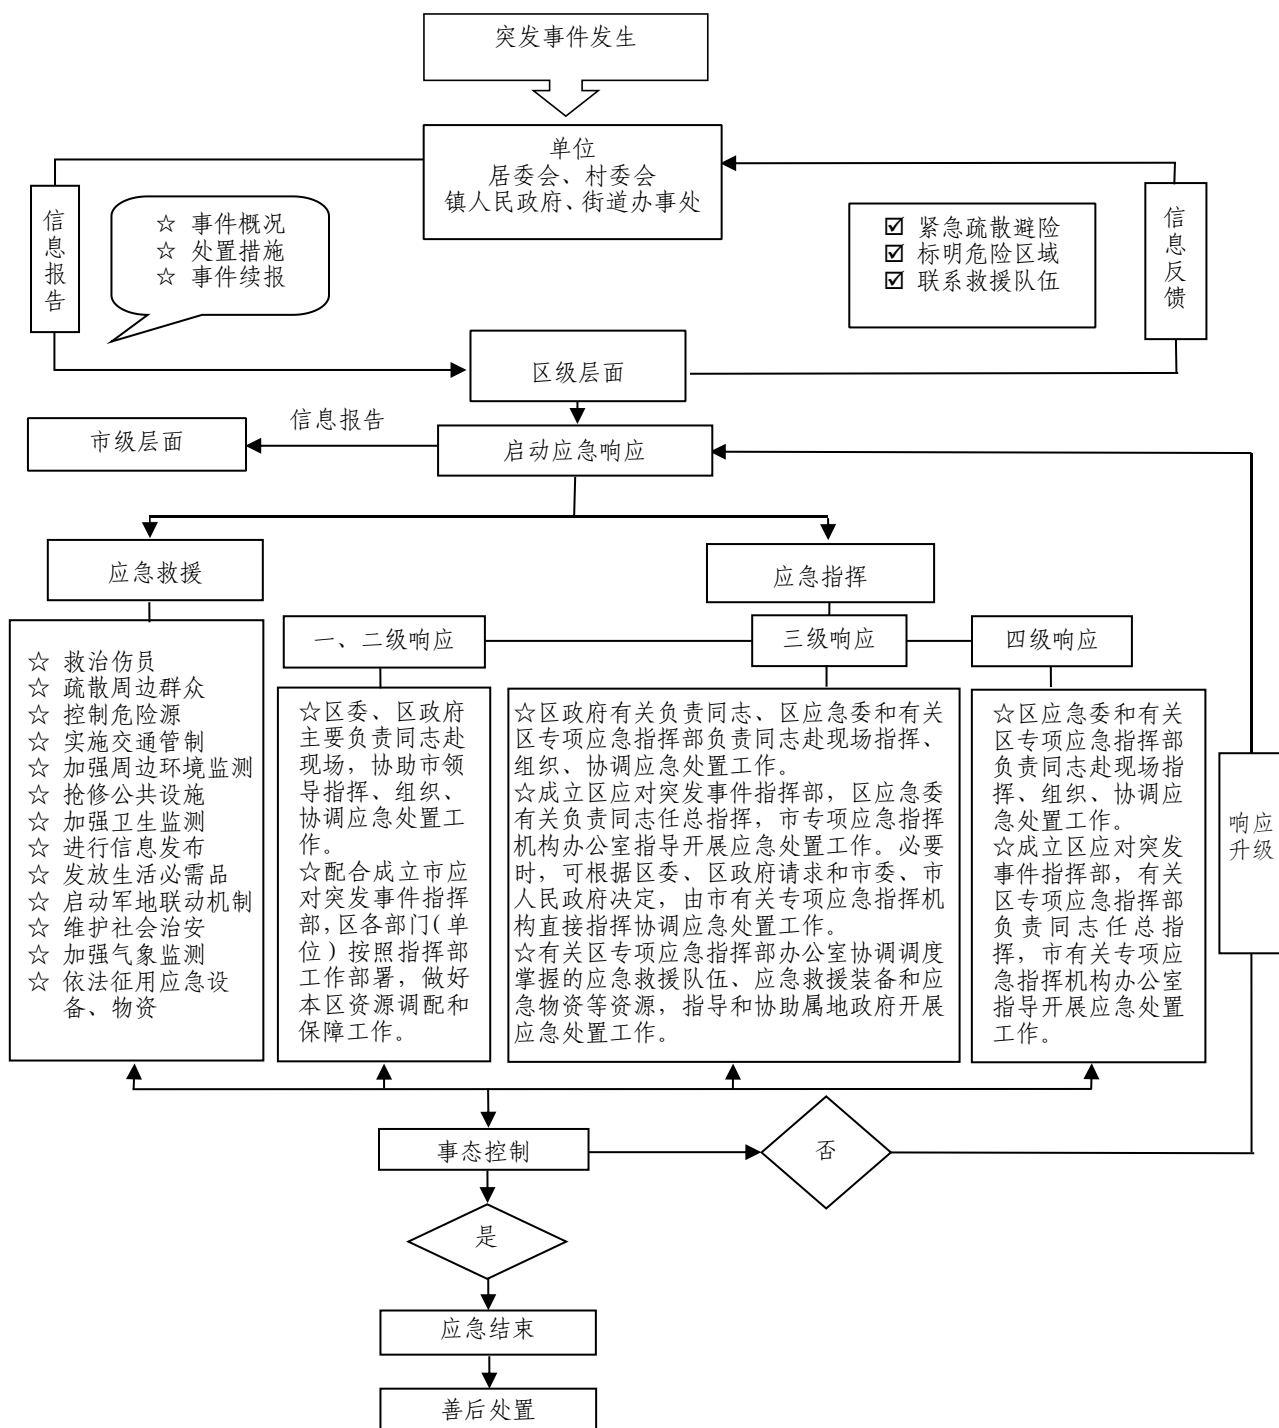 突发事件发生
单位
居委会、村委会
镇人民政府、街道办事处
信息报告
☆ 事件概况
☆ 处置措施
☆ 事件续报
☑ 紧急疏散避险
☑ 标明危险区域
☑ 联系救援队伍
信息反馈
区级层面
市级层面
信息报告
启动应急响应
应急救援
应急指挥
一、二级响应
三级响应
四级响应
☆ 救治伤员
☆ 疏散周边群众
☆ 控制危险源
☆ 实施交通管制
☆ 加强周边环境监测
☆ 抢修公共设施
☆ 加强卫生监测
☆ 进行信息发布
☆ 发放生活必需品
☆ 启动军地联动机制
☆ 维护社会治安
☆ 加强气象监测
☆ 依法征用应急设
备、物资
☆区委、区政府
主要负责同志赴
现场，协助市领
导指挥、组织、
协调应急处置工
作。
☆配合成立市应
对突发事件指挥
部,区各部门(单
位)按照指挥部
工作部署，做好
本区资源调配和
保障工作。
☆区政府有关负责同志、区应急委和有关
区专项应急指挥部负责同志赴现场指挥、
组织、协调应急处置工作。
☆成立区应对突发事件指挥部，区应急委
有关负责同志任总指挥，市专项应急指挥
机构办公室指导开展应急处置工作。必要
时，可根据区委、区政府请求和市委、市
人民政府决定，由市有关专项应急指挥机
构直接指挥协调应急处置工作。
☆有关区专项应急指挥部办公室协调调度
掌握的应急救援队伍、应急救援装备和应
急物资等资源，指导和协助属地政府开展
应急处置工作。
☆区应急委和有关
区专项应急指挥部
负责同志赴现场指
挥、组织、协调应
急处置工作。
☆成立区应对突发
事件指挥部，有关
区专项应急指挥部
负责同志任总指
挥，市有关专项应
急指挥机构办公室
指导开展应急处置
工作。
响应
升级
事态控制
否
是
应急结束
善后处置